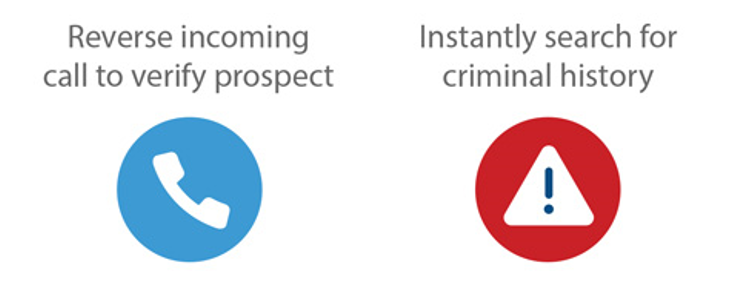 Reverse incoming
call to verify prospect
Instantly search for
criminal history